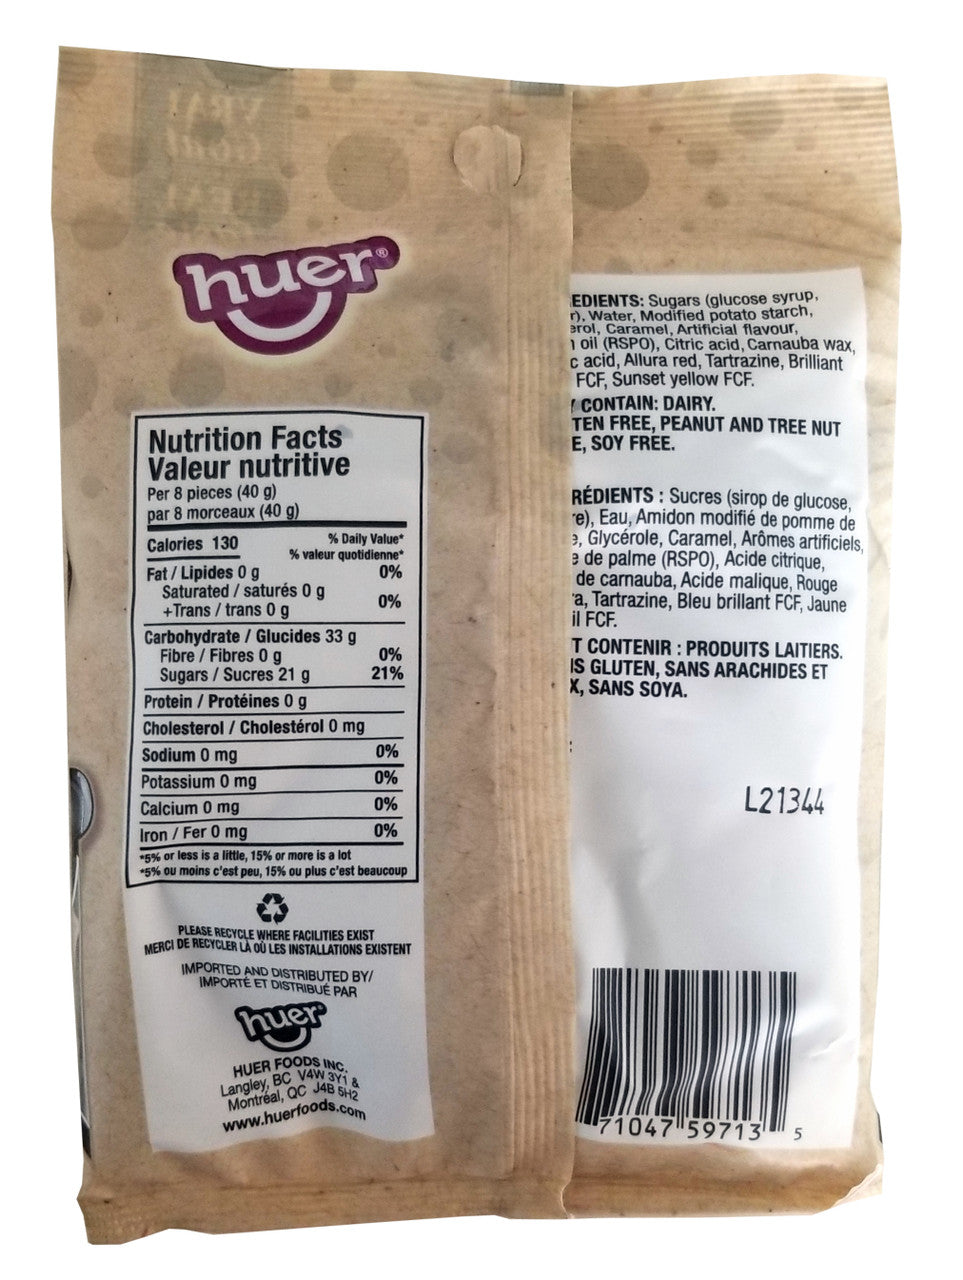 huer®
Nutrition Facts
Valeur nutritive
Per 8 pieces (40 g)
par 8 morceaux (40 g)
Calories 130
% Daily Value*
% valeur quotidienne*
Fat / Lipides 0 g 0%
Saturated / saturés 0 g
+Trans / trans 0 g 0%
Carbohydrate / Glucides 33 g
Fibre / Fibres 0 g 0%
Sugars / Sucres 21 g 21%
Protein / Protéines 0 g
Cholesterol / Cholestérol 0 mg
Sodium 0 mg 0%
Potassium 0 mg 0%
Calcium 0 mg 0%
Iron / Fer 0 mg 0%
*5% or less is a little, 15% or more is a lot
*5% ou moins c'est peu, 15% ou plus c'est beaucoup
PLEASE RECYCLE WHERE FACILITIES EXIST
MERCI DE RECYCLER LÀ OÙ LES INSTALLATIONS EXISTENT
IMPORTED AND DISTRIBUTED BY/
IMPORTÉ ET DISTRIBUÉ PAR
huer
HUER FOODS INC.
Langley, BC V4W 3Y1 &
Montréal, QC J4B 5H2
www.huerfoods.com
EDIENTS: Sugars (glucose syrup,
r), Water, Modified potato starch,
erol, Caramel, Artificial flavour,
oil (RSPO), Citric acid, Carnauba wax,
c acid, Allura red, Tartrazine, Brilliant
FCF, Sunset yellow FCF.
CONTAIN: DAIRY.
TEN FREE, PEANUT AND TREE NUT
E, SOY FREE.
RÉDIENTS : Sucres (sirop de glucose,
re), Eau, Amidon modifié de pomme de
e, Glycérole, Caramel, Arômes artificiels,
e de palme (RSPO), Acide citrique,
de carnauba, Acide malique, Rouge
a, Tartrazine, Bleu brillant FCF, Jaune
il FCF.
T CONTENIR : PRODUITS LAITIERS.
IS GLUTEN, SANS ARACHIDES ET
X, SANS SOYA.
L21344
71047 59713 5